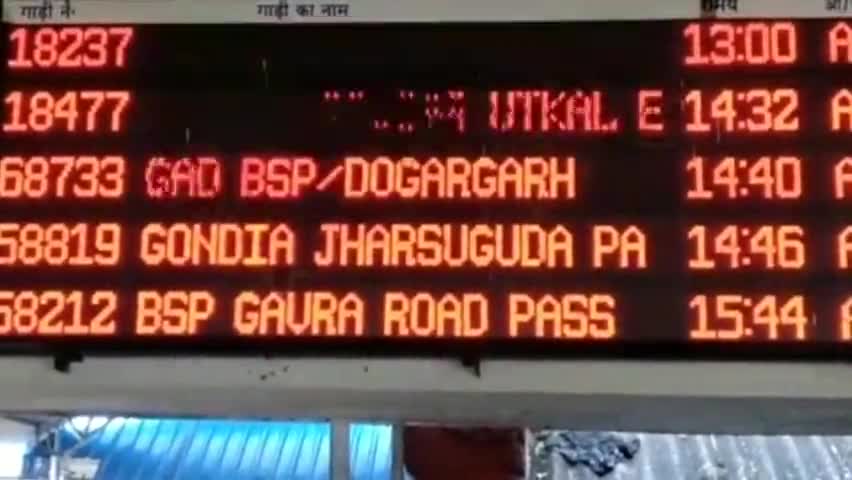 गाड़ी नं॰ गाड़ी का नाम समय
18237 13:00 A
18477 UTKAL E 14:32 A
68733 GAD BSP/DOGARGARH 14:40 A
58819 GONDIA JHARSUGUDA PA 14:46 A
58212 BSP GAVRA ROAD PASS 15:44 A